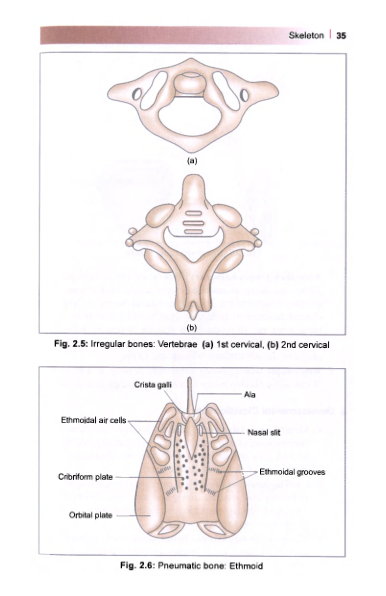 Skeleton | 35
(a)
(b)
Fig. 2.5: Irregular bones: Vertebrae (a) 1st cervical, (b) 2nd cervical
Crista galli
Ala
Ethmoidal air cells
Nasal slit
Cribriform plate
Ethmoidal grooves
Orbital plate
Fig. 2.6: Pneumatic bone: Ethmoid